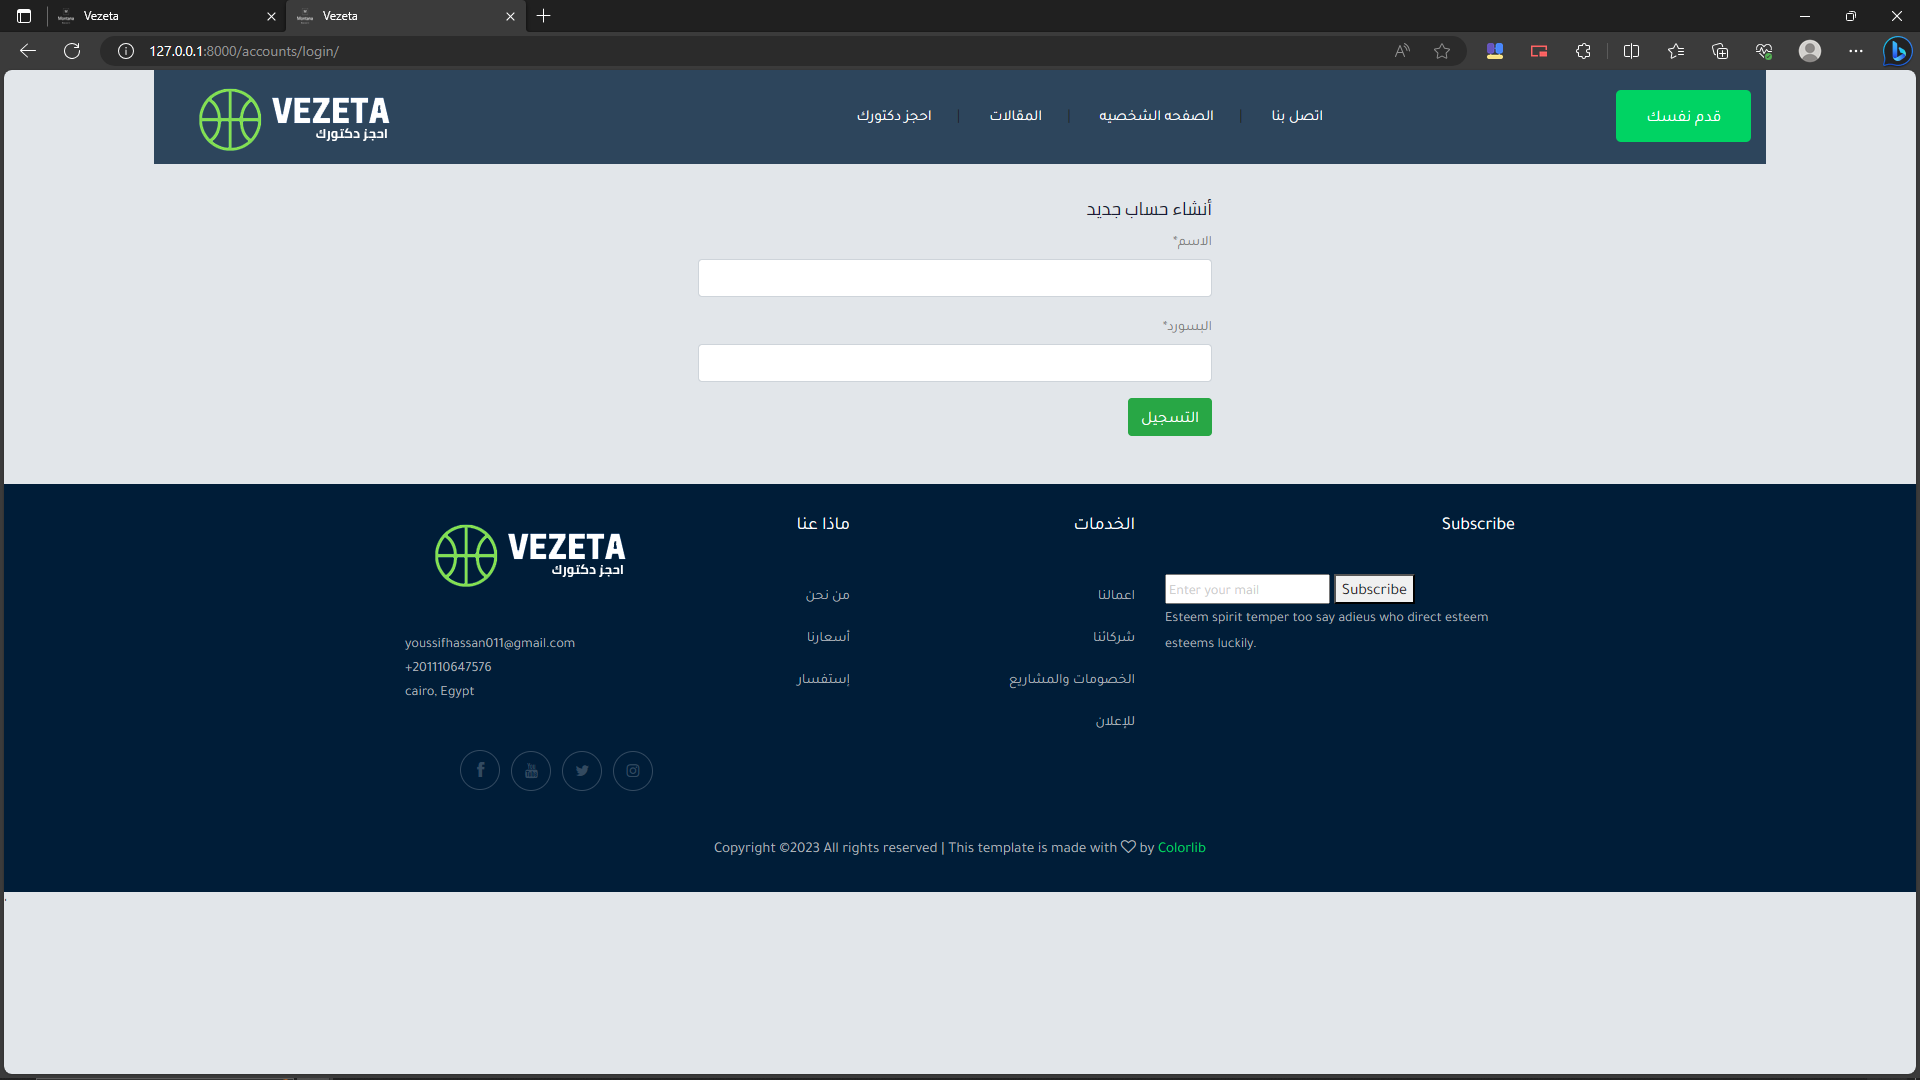 Vezeta
Vezeta
127.0.0.1:8000/accounts/login/
VEZETA
احجز دكتورك
احجز دكتورك
المقالات
الصفحه الشخصيه
اتصل بنا
قدم نفسك
أنشاء حساب جديد
الاسم*
البسورد*
التسجيل
VEZETA
احجز دكتورك
youssifhassan011@gmail.com
+201110647576
cairo, Egypt
ماذا عنا
من نحن
أسعارنا
إستفسار
الخدمات
اعمالنا
شركائنا
الخصومات والمشاريع
للإعلان
Subscribe
Enter your mail
Subscribe
Esteem spirit temper too say adieus who direct esteem
esteems luckily.
Copyright ©2023 All rights reserved | This template is made with ♡ by Colorlib